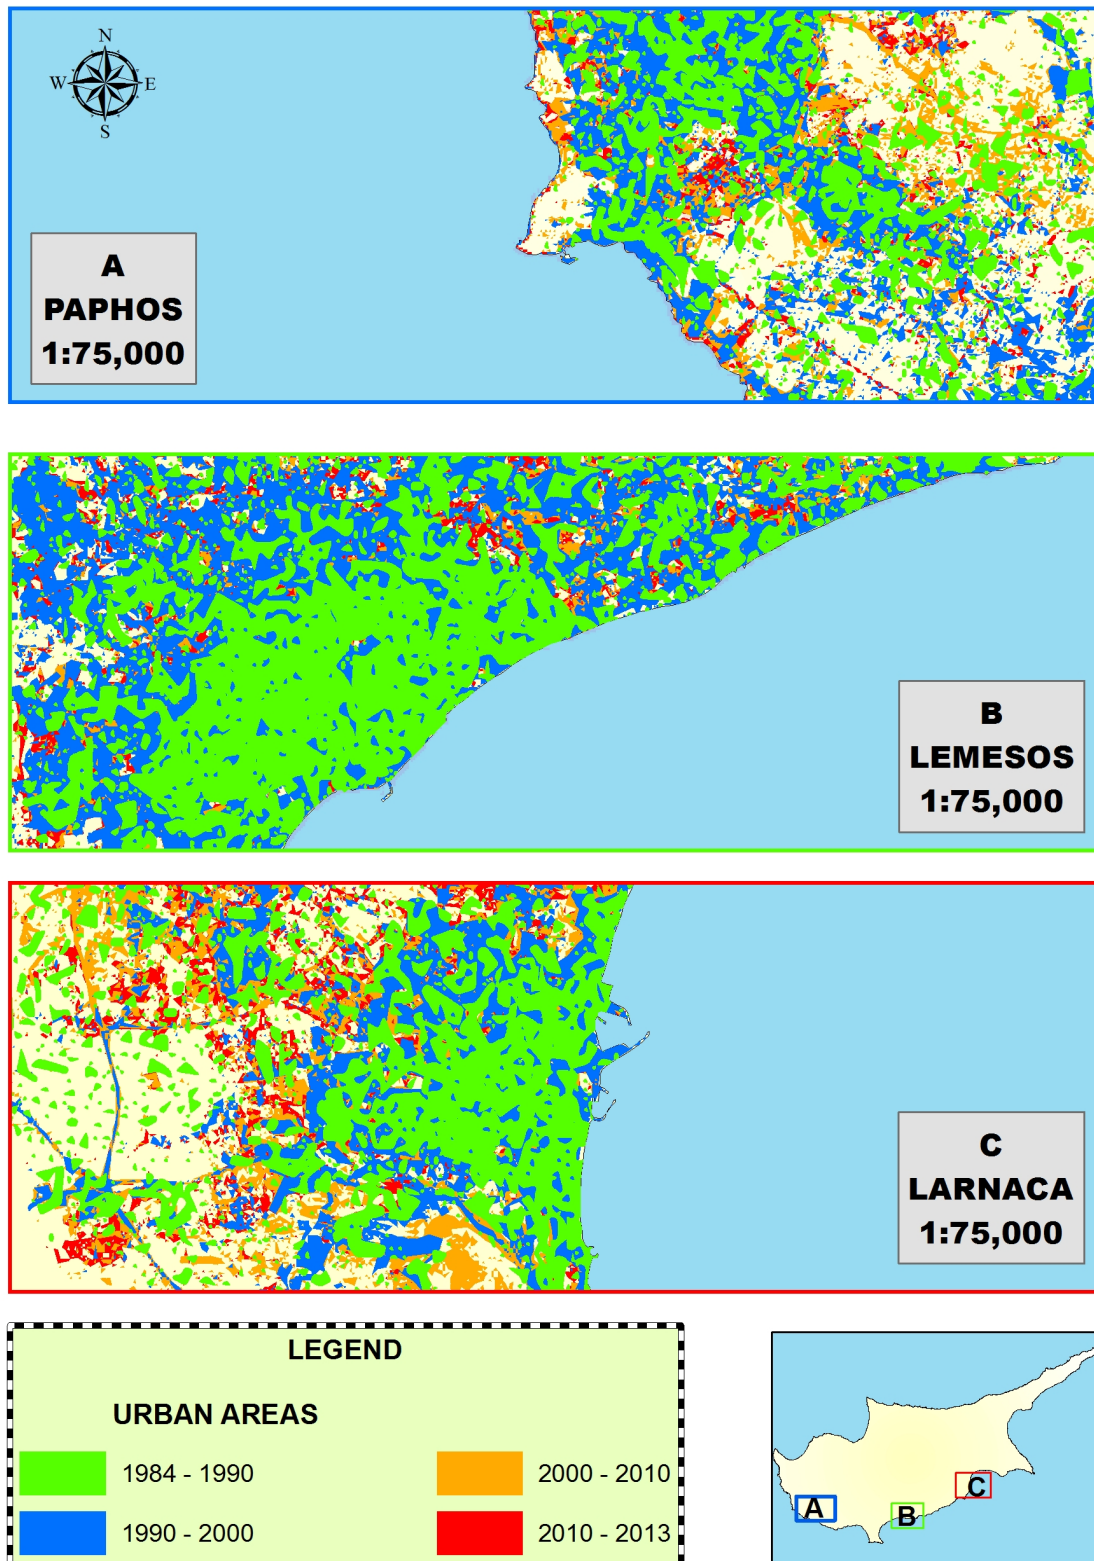 N
W E
S
A
PAPHOS
1:75,000
B
LEMESOS
1:75,000
C
LARNACA
1:75,000
LEGEND
URBAN AREAS
1984 - 1990
2000 - 2010
1990 - 2000
2010 - 2013
A
B
C